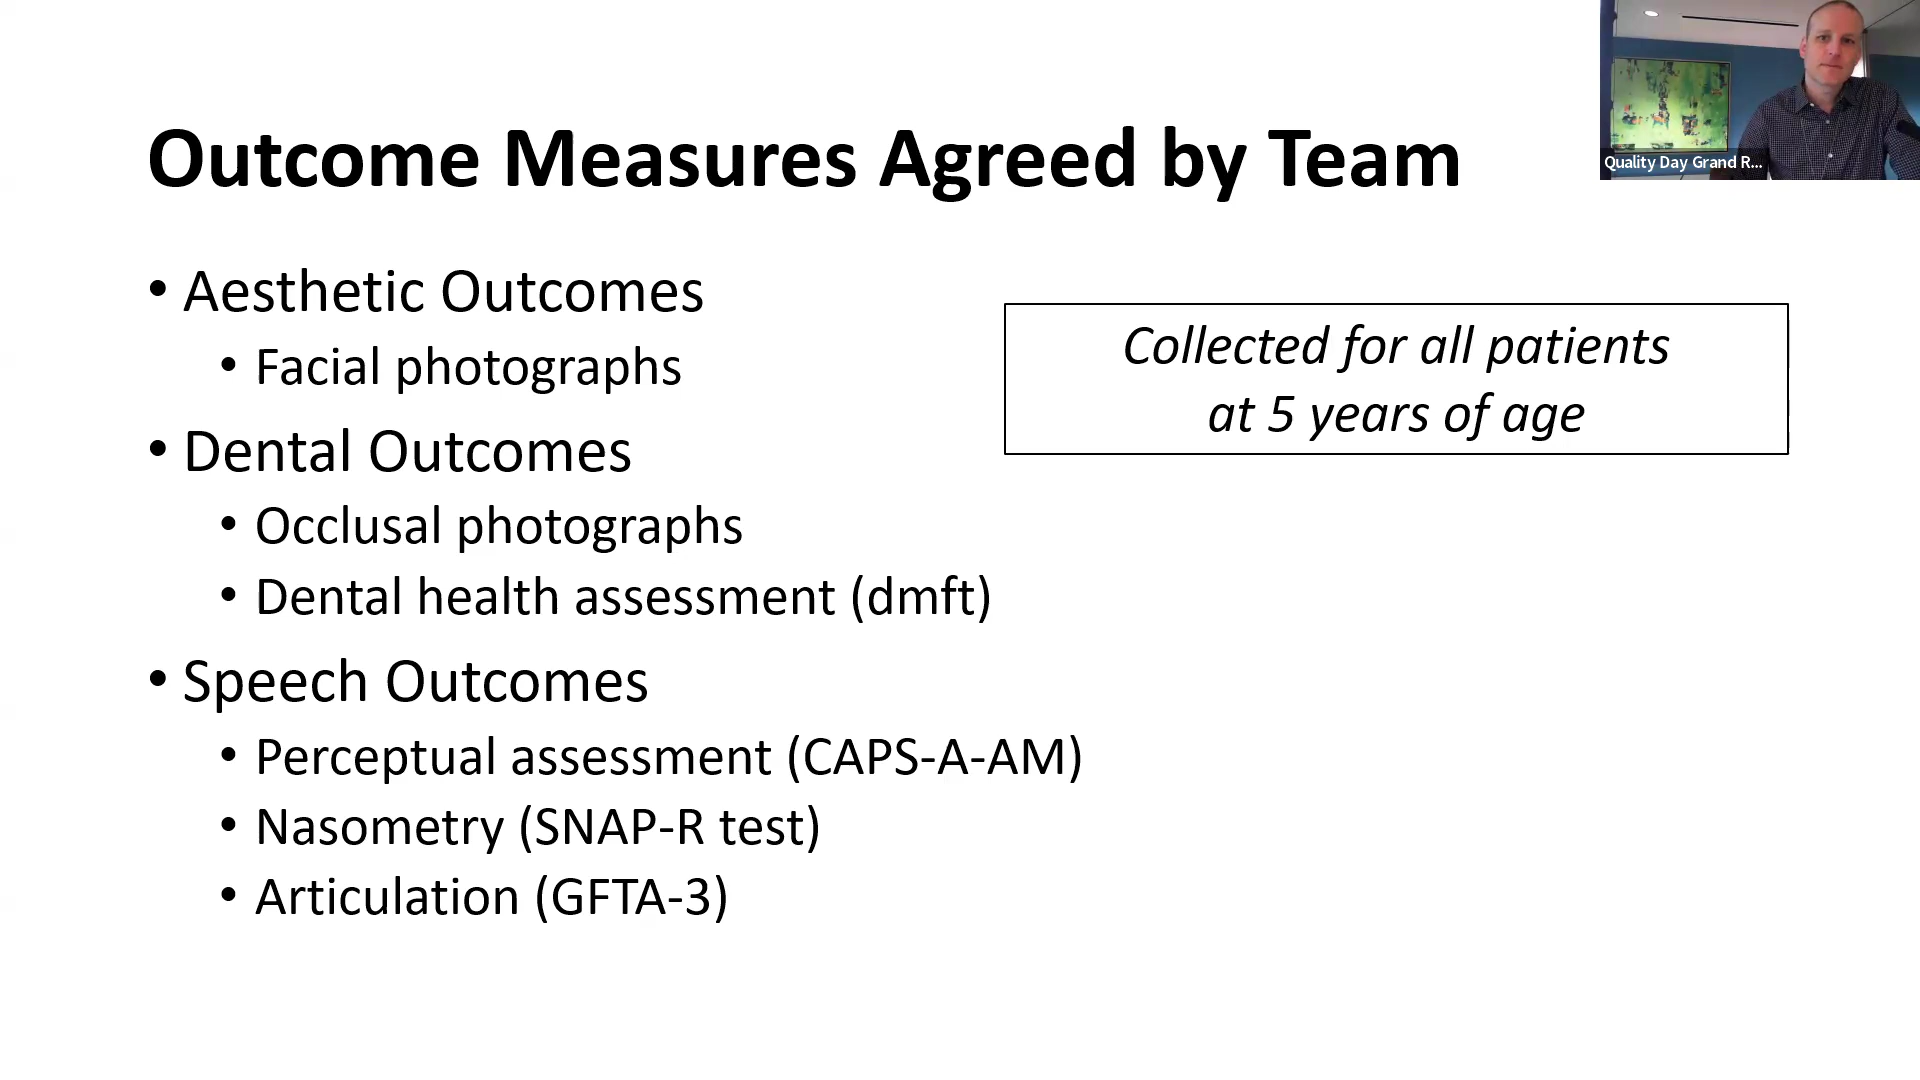 Outcome Measures Agreed by Team
• Aesthetic Outcomes
• Facial photographs
• Dental Outcomes
• Occlusal photographs
• Dental health assessment (dmft)
• Speech Outcomes
• Perceptual assessment (CAPS-A-AM)
• Nasometry (SNAP-R test)
• Articulation (GFTA-3)
Collected for all patients
at 5 years of age
Quality Day Grand R...